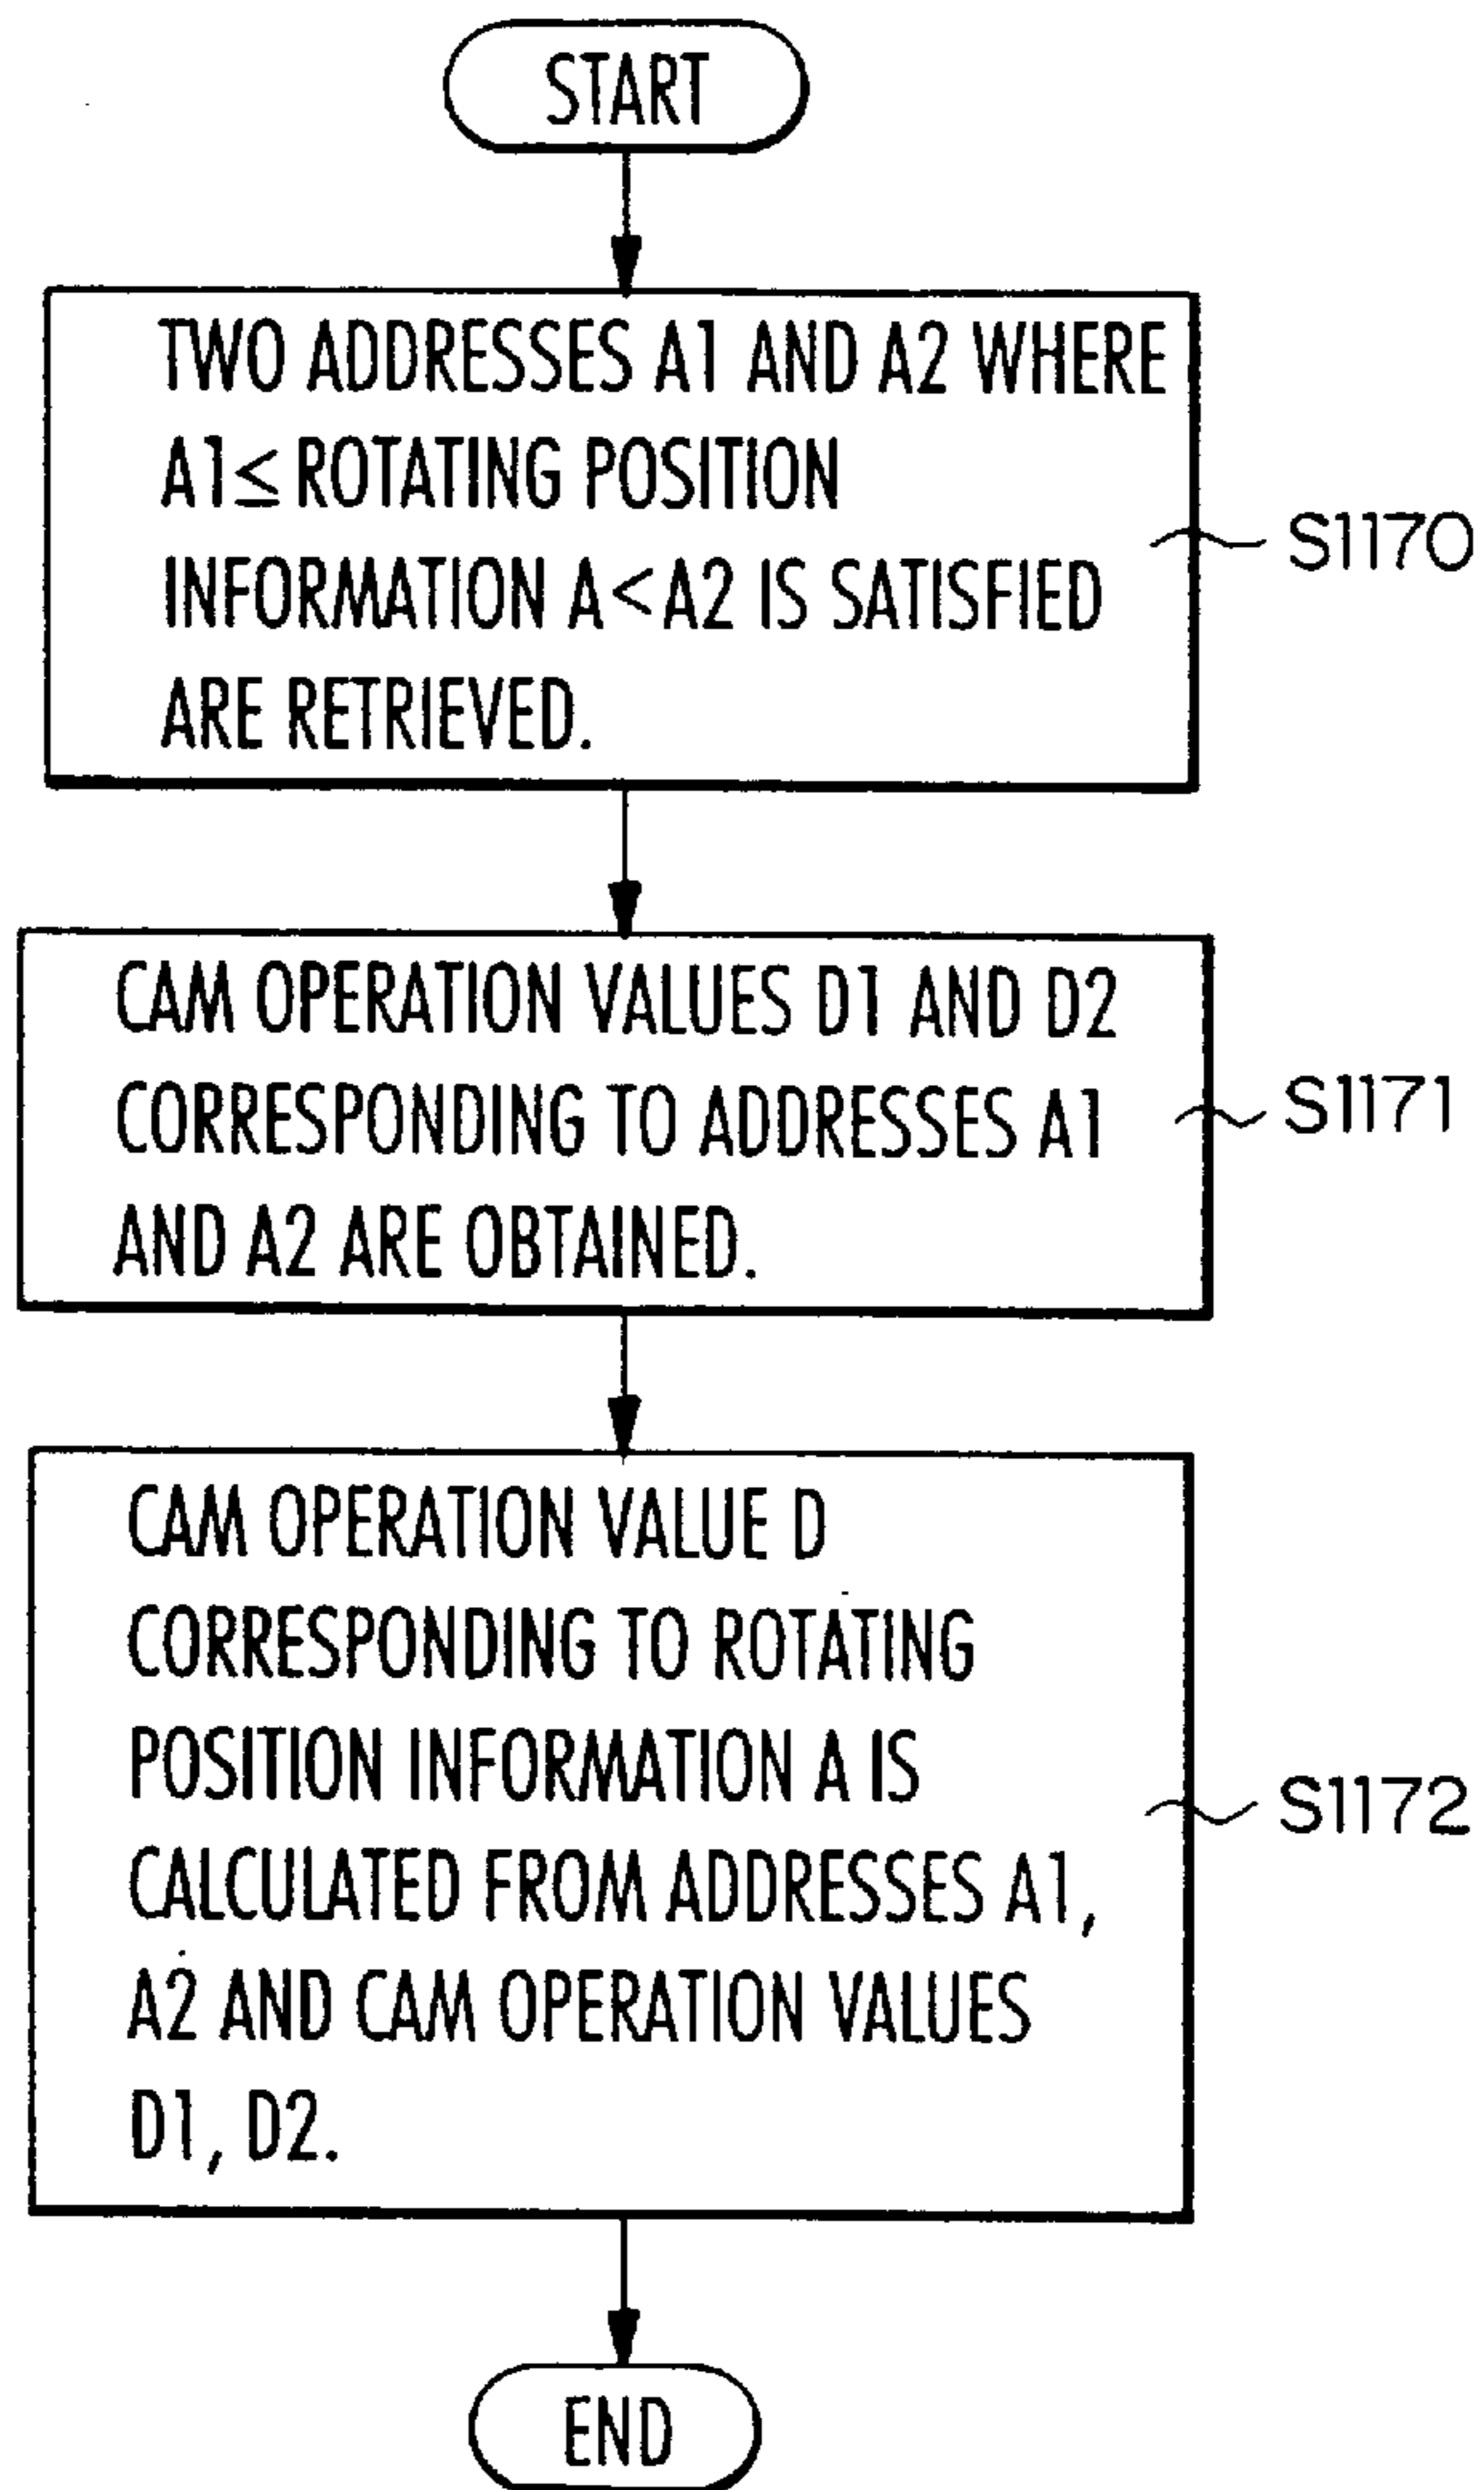 START
TWO ADDRESSES A1 AND A2 WHERE
A1≤ ROTATING POSITION
INFORMATION A<A2 IS SATISFIED
ARE RETRIEVED.
S1170
CAM OPERATION VALUES D1 AND D2
CORRESPONDING TO ADDRESSES A1
AND A2 ARE OBTAINED.
S1171
CAM OPERATION VALUE D
CORRESPONDING TO ROTATING
POSITION INFORMATION A IS
CALCULATED FROM ADDRESSES A1,
A2 AND CAM OPERATION VALUES
D1, D2.
S1172
END